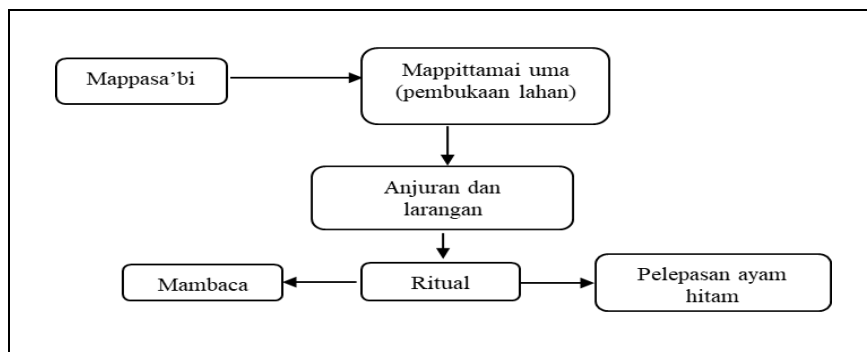 Mappasa’bi
Mappittamai uma
(pembukaan lahan)
Anjuran dan
larangan
Mambaca
Ritual
Pelepasan ayam
hitam